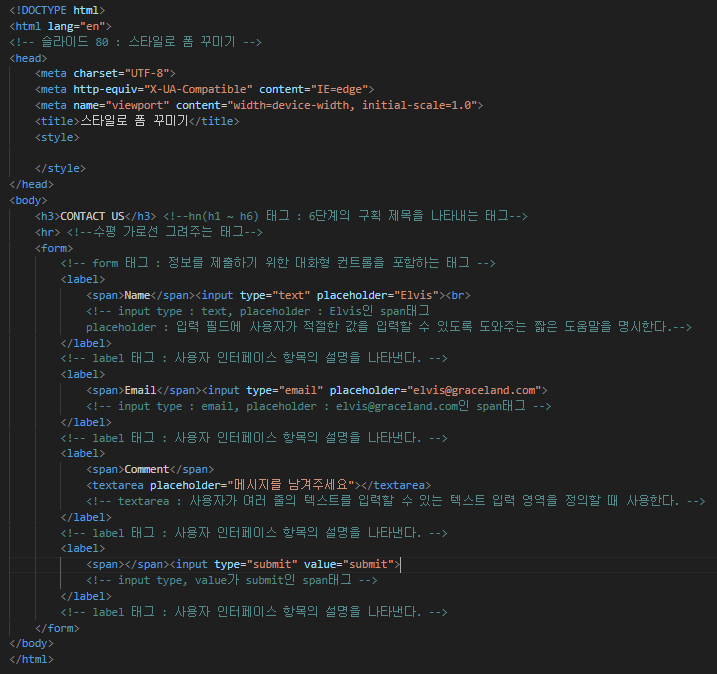 <!DOCTYPE html>
<html lang="en">
<!-- 슬라이드 80 : 스타일로 폼 꾸미기 -->
<head>
    <meta charset="UTF-8">
    <meta http-equiv="X-UA-Compatible" content="IE=edge">
    <meta name="viewport" content="width=device-width, initial-scale=1.0">
    <title>스타일로 폼 꾸미기</title>
    <style>
    </style>
</head>
<body>
    <h3>CONTACT US</h3> <!--hn(h1 ~ h6) 태그 : 6단계의 구획 제목을 나타내는 태그-->
    <hr> <!--수평 가로선 그려주는 태그-->
    <form>
        <!-- form 태그 : 정보를 제출하기 위한 대화형 컨트롤을 포함하는 태그 -->
        <label>
            <span>Name</span><input type="text" placeholder="Elvis"><br>
            <!-- input type : text, placeholder : Elvis인 span태그
            placeholder : 입력 필드에 사용자가 적절한 값을 입력할 수 있도록 도와주는 짧은 도움말을 명시한다.-->
        </label>
        <!-- label 태그 : 사용자 인터페이스 항목의 설명을 나타낸다. -->
        <label>
            <span>Email</span><input type="email" placeholder="elvis@graceland.com">
            <!-- input type : email, placeholder : elvis@graceland.com인 span태그 -->
        </label>
        <!-- label 태그 : 사용자 인터페이스 항목의 설명을 나타낸다. -->
        <label>
            <span>Comment</span>
            <textarea placeholder="메시지를 남겨주세요"></textarea>
            <!-- textarea : 사용자가 여러 줄의 텍스트를 입력할 수 있는 텍스트 입력 영역을 정의할 때 사용한다. -->
        </label>
        <!-- label 태그 : 사용자 인터페이스 항목의 설명을 나타낸다. -->
        <label>
            <span></span><input type="submit" value="submit">
            <!-- input type, value가 submit인 span태그 -->
        </label>
        <!-- label 태그 : 사용자 인터페이스 항목의 설명을 나타낸다. -->
    </form>
</body>
</html>